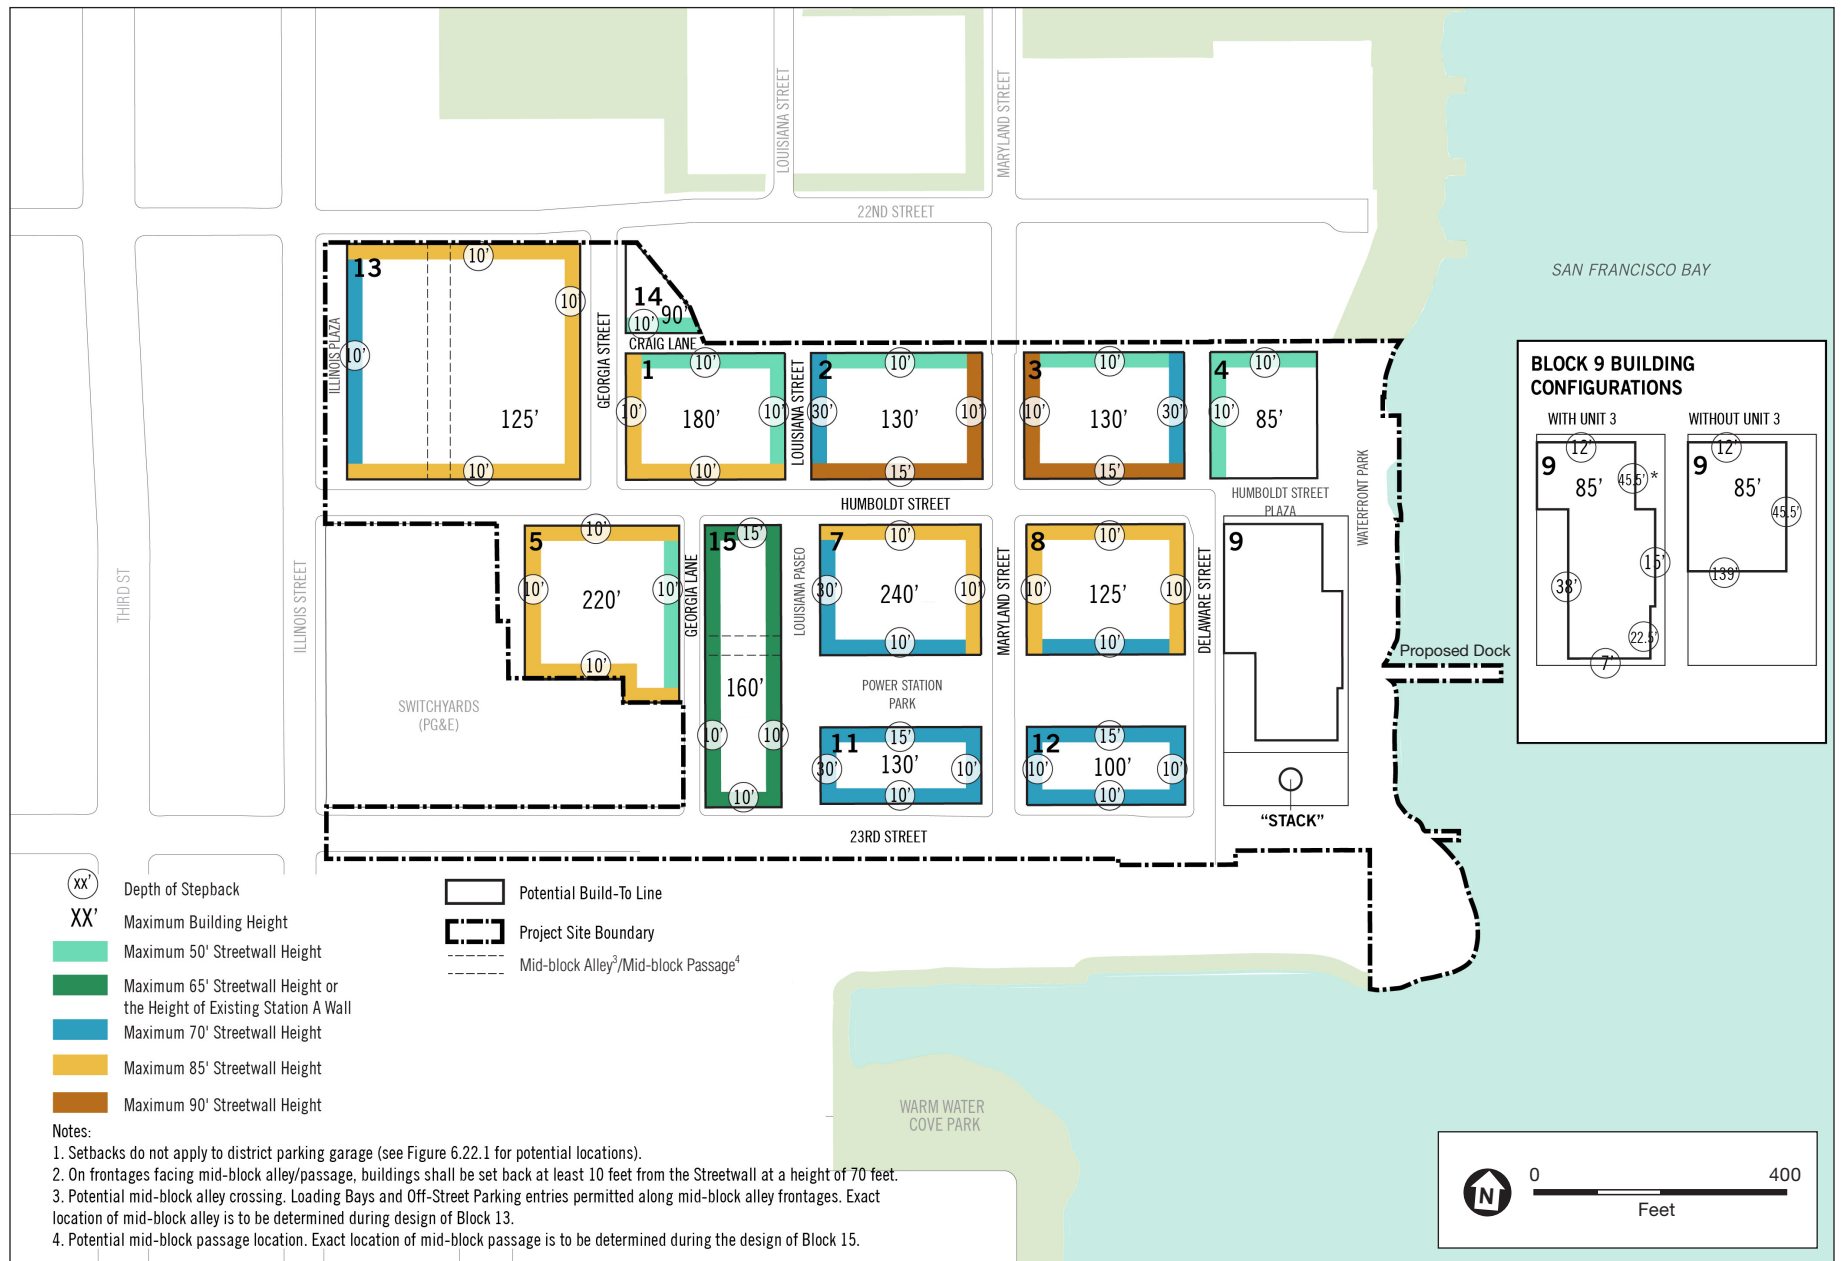 LOUISIANA STREET
MARYLAND STREET
22ND STREET
SAN FRANCISCO BAY
13
10'
10'
10'
125'
10'
ILLINOIS PLAZA
GEORGIA STREET
14
90'
10'
CRAIG LANE
1
10'
10'
180'
10'
10'
LOUISIANA STREET
2
10'
30'
130'
10'
15'
3
10'
10'
130'
30'
15'
4
10'
10'
85'
HUMBOLDT STREET
HUMBOLDT STREET
PLAZA
WATERFRONT PARK
BLOCK 9 BUILDING
CONFIGURATIONS
WITH UNIT 3
WITHOUT UNIT 3
9
12'
85'
45.5'
*
38'
15'
22.5'
7'
9
12'
85'
45.5'
139'
THIRD ST
ILLINOIS STREET
5
10'
10'
220'
10'
10'
GEORGIA LANE
15
15'
160'
10'
10'
10'
LOUISIANA PASEO
7
10'
30'
240'
10'
10'
MARYLAND STREET
8
10'
10'
125'
10'
10'
DELAWARE STREET
9
Proposed Dock
SWITCHYARDS
(PG&E)
POWER STATION
PARK
11
15'
30'
130'
10'
10'
12
15'
10'
100'
10'
10'
"STACK"
23RD STREET
XX' Depth of Stepback
XX' Maximum Building Height
Maximum 50' Streetwall Height
Maximum 65' Streetwall Height or
the Height of Existing Station A Wall
Maximum 70' Streetwall Height
Maximum 85' Streetwall Height
Maximum 90' Streetwall Height
Potential Build-To Line
Project Site Boundary
Mid-block Alley³/Mid-block Passage⁴
Notes:
1. Setbacks do not apply to district parking garage (see Figure 6.22.1 for potential locations).
2. On frontages facing mid-block alley/passage, buildings shall be set back at least 10 feet from the Streetwall at a height of 70 feet.
3. Potential mid-block alley crossing. Loading Bays and Off-Street Parking entries permitted along mid-block alley frontages. Exact
location of mid-block alley is to be determined during design of Block 13.
4. Potential mid-block passage location. Exact location of mid-block passage is to be determined during the design of Block 15.
WARM WATER
COVE PARK
N
0
400
Feet